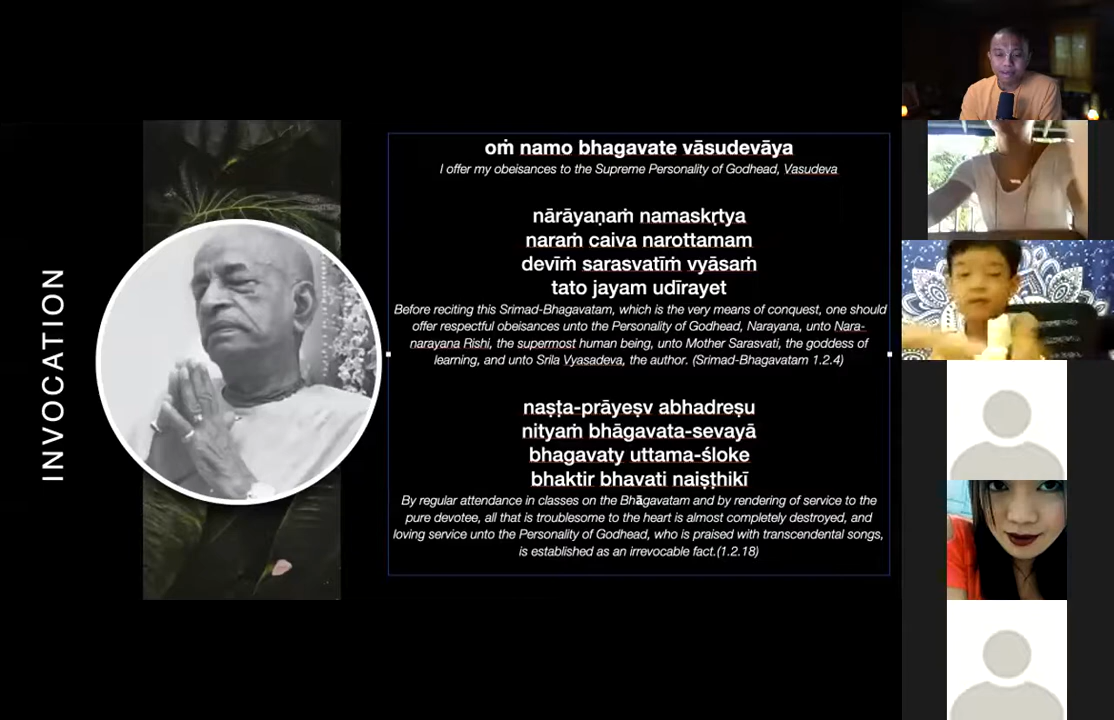 INVOCATION
oṁ namo bhagavate vāsudevāya
I offer my obeisances to the Supreme Personality of Godhead, Vasudeva
nārāyaṇaṁ namaskṛtya
naraṁ caiva narottamam
devīṁ sarasvatīṁ vyāsaṁ
tato jayam udīrayet
Before reciting this Srimad-Bhagavatam, which is the very means of conquest, one should
offer respectful obeisances unto the Personality of Godhead, Narayana, unto Nara-
narayana Rishi, the supermost human being, unto Mother Sarasvati, the goddess of
learning, and unto Srila Vyasadeva, the author. (Srimad-Bhagavatam 1.2.4)
naṣṭa-prāyeṣv abhadreṣu
nityaṁ bhāgavata-sevayā
bhagavaty uttama-śloke
bhaktir bhavati naiṣṭhikī
By regular attendance in classes on the Bhāgavatam and by rendering of service to the
pure devotee, all that is troublesome to the heart is almost completely destroyed, and
loving service unto the Personality of Godhead, who is praised with transcendental songs,
is established as an irrevocable fact.(1.2.18)